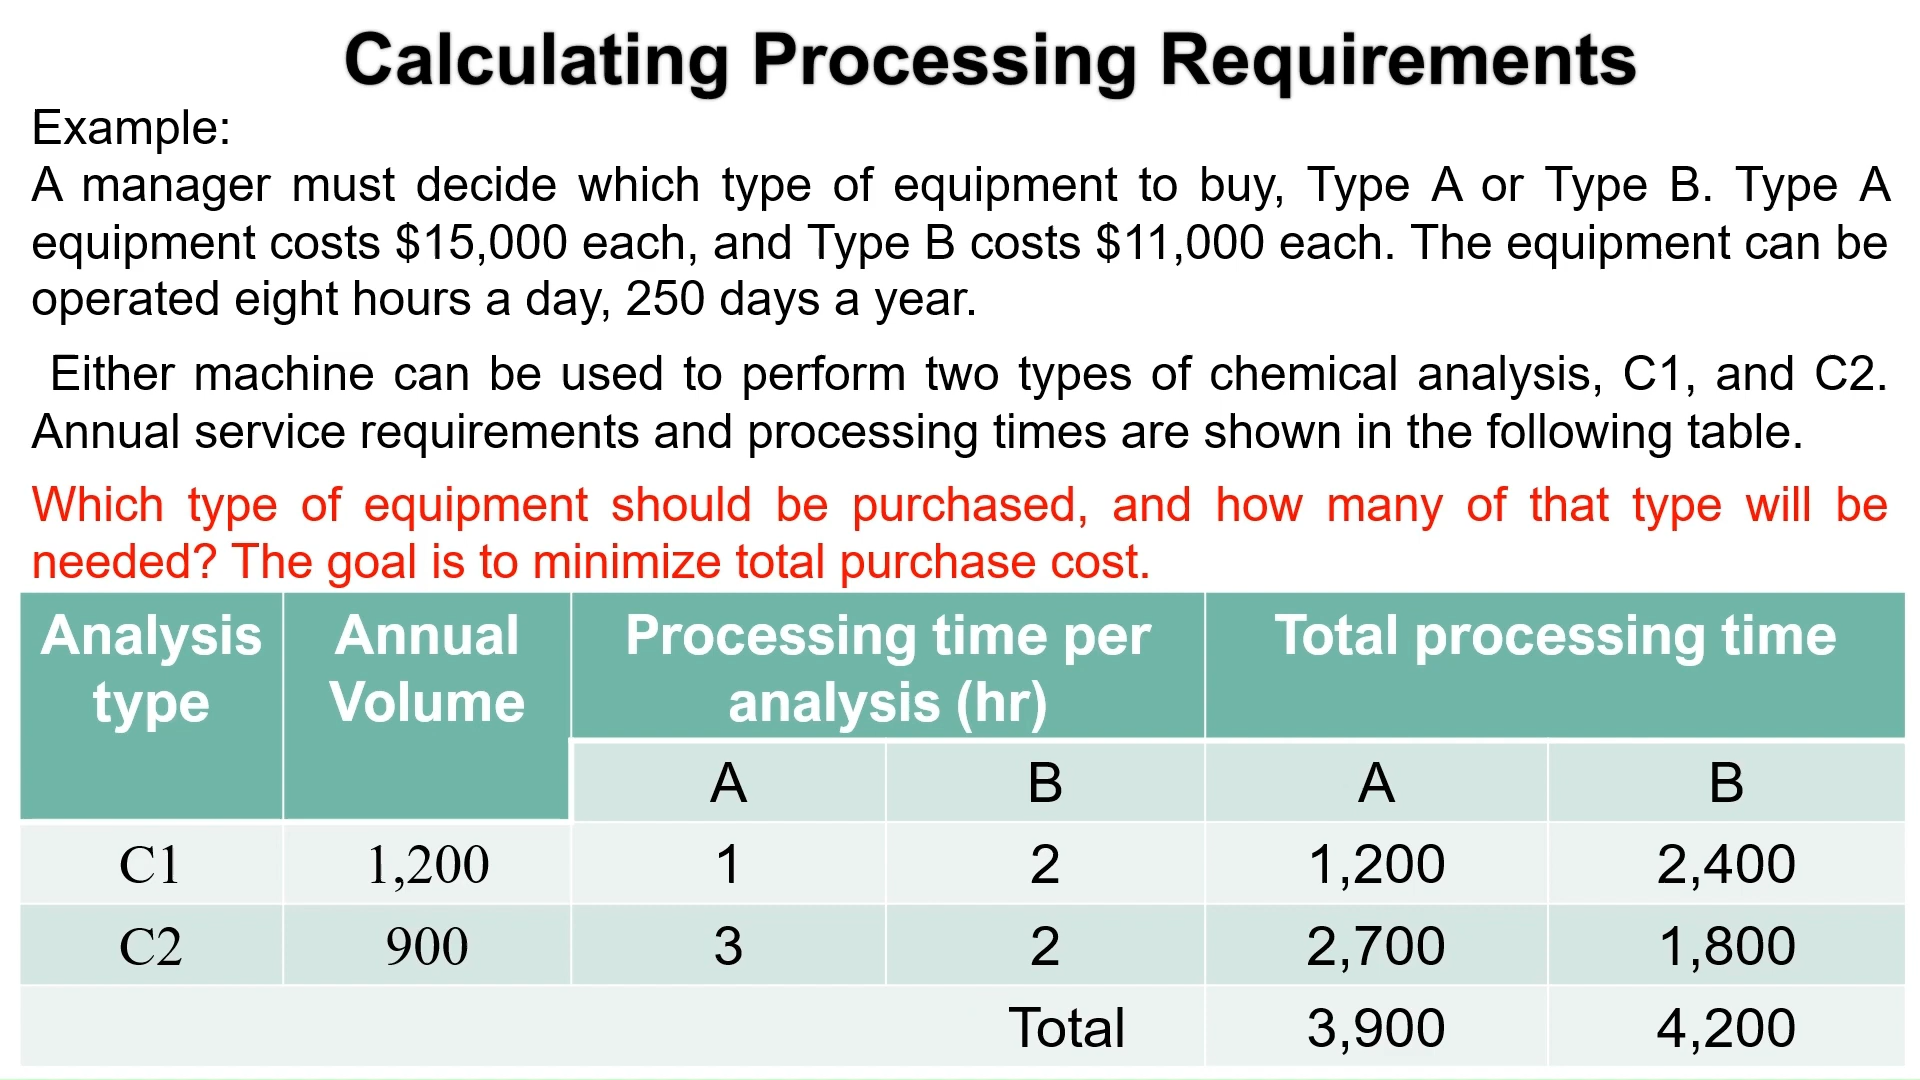 Calculating Processing Requirements
Example:
A manager must decide which type of equipment to buy, Type A or Type B. Type A
equipment costs $15,000 each, and Type B costs $11,000 each. The equipment can be
operated eight hours a day, 250 days a year.
Either machine can be used to perform two types of chemical analysis, C1, and C2.
Annual service requirements and processing times are shown in the following table.
Which type of equipment should be purchased, and how many of that type will be
needed? The goal is to minimize total purchase cost.
Analysis type Annual Volume Processing time per analysis (hr) Total processing time
A B A B
C1 1,200 1 2 1,200 2,400
C2 900 3 2 2,700 1,800
Total 3,900 4,200